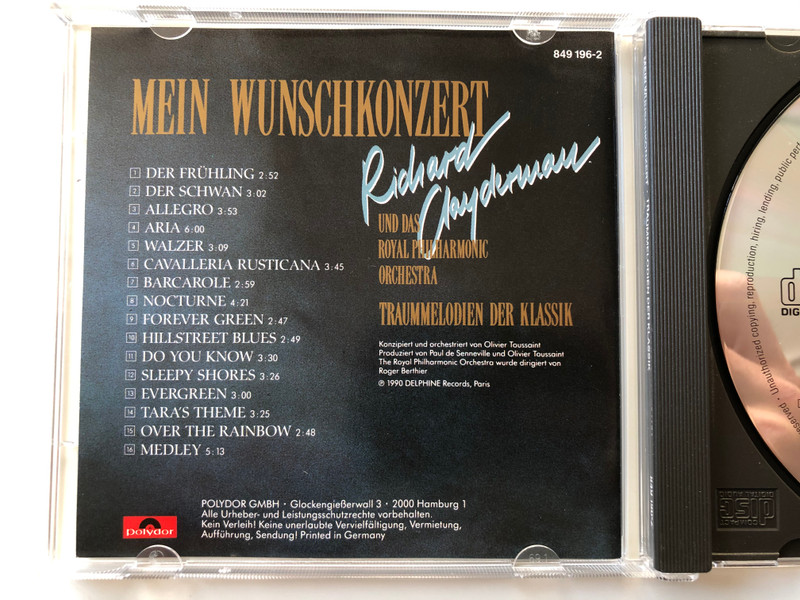 849 196-2
MEIN WUNSCHKONZERT
Richard
Clayderman
UND DAS
ROYAL PHILHARMONIC
ORCHESTRA
TRAUMMELODIEN DER KLASSIK
1 DER FRÜHLING 2:52
2 DER SCHWAN 3:02
3 ALLEGRO 3:53
4 ARIA 6:00
5 WALZER 3:09
6 CAVALLERIA RUSTICANA 3:45
7 BARCAROLE 2:59
8 NOCTURNE 4:21
9 FOREVER GREEN 2:47
10 HILLSTREET BLUES 2:49
11 DO YOU KNOW 3:30
12 SLEEPY SHORES 3:26
13 EVERGREEN 3:00
14 TARA'S THEME 3:25
15 OVER THE RAINBOW 2:48
16 MEDLEY 5:13
Konzipiert und orchestriert von Olivier Toussaint
Produziert von Paul de Senneville und Olivier Toussaint
The Royal Philharmonic Orchestra wurde dirigiert von
Roger Berthier
℗ 1990 DELPHINE Records, Paris
POLYDOR GMBH · Glockengießerwall 3 · 2000 Hamburg 1
Alle Urheber- und Leistungsschutzrechte vorbehalten.
Kein Verleih! Keine unerlaubte Vervielfältigung, Vermietung,
Aufführung, Sendung! Printed in Germany
polydor
reserved · Unauthorized copying, reproduction, hiring, lending, public
COMPACT
disc
DIGITAL AUDIO